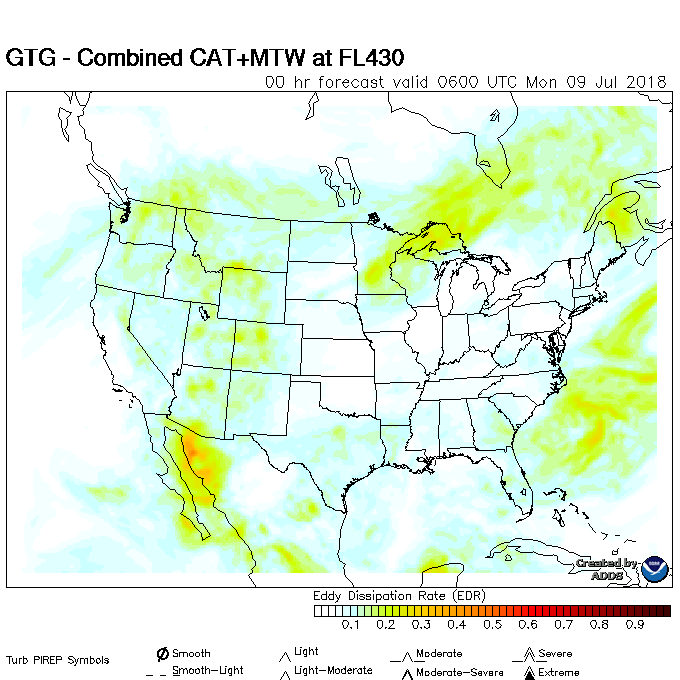 GTG - Combined CAT+MTW at FL430
00 hr forecast valid 0600 UTC Mon 09 Jul 2018
Created by
ADDS
Eddy Dissipation Rate (EDR)
0.1 0.2 0.3 0.4 0.5 0.6 0.7 0.8 0.9
Turb PIREP Symbols
Smooth Light Moderate Severe
Smooth-Light Light-Moderate Moderate-Severe Extreme